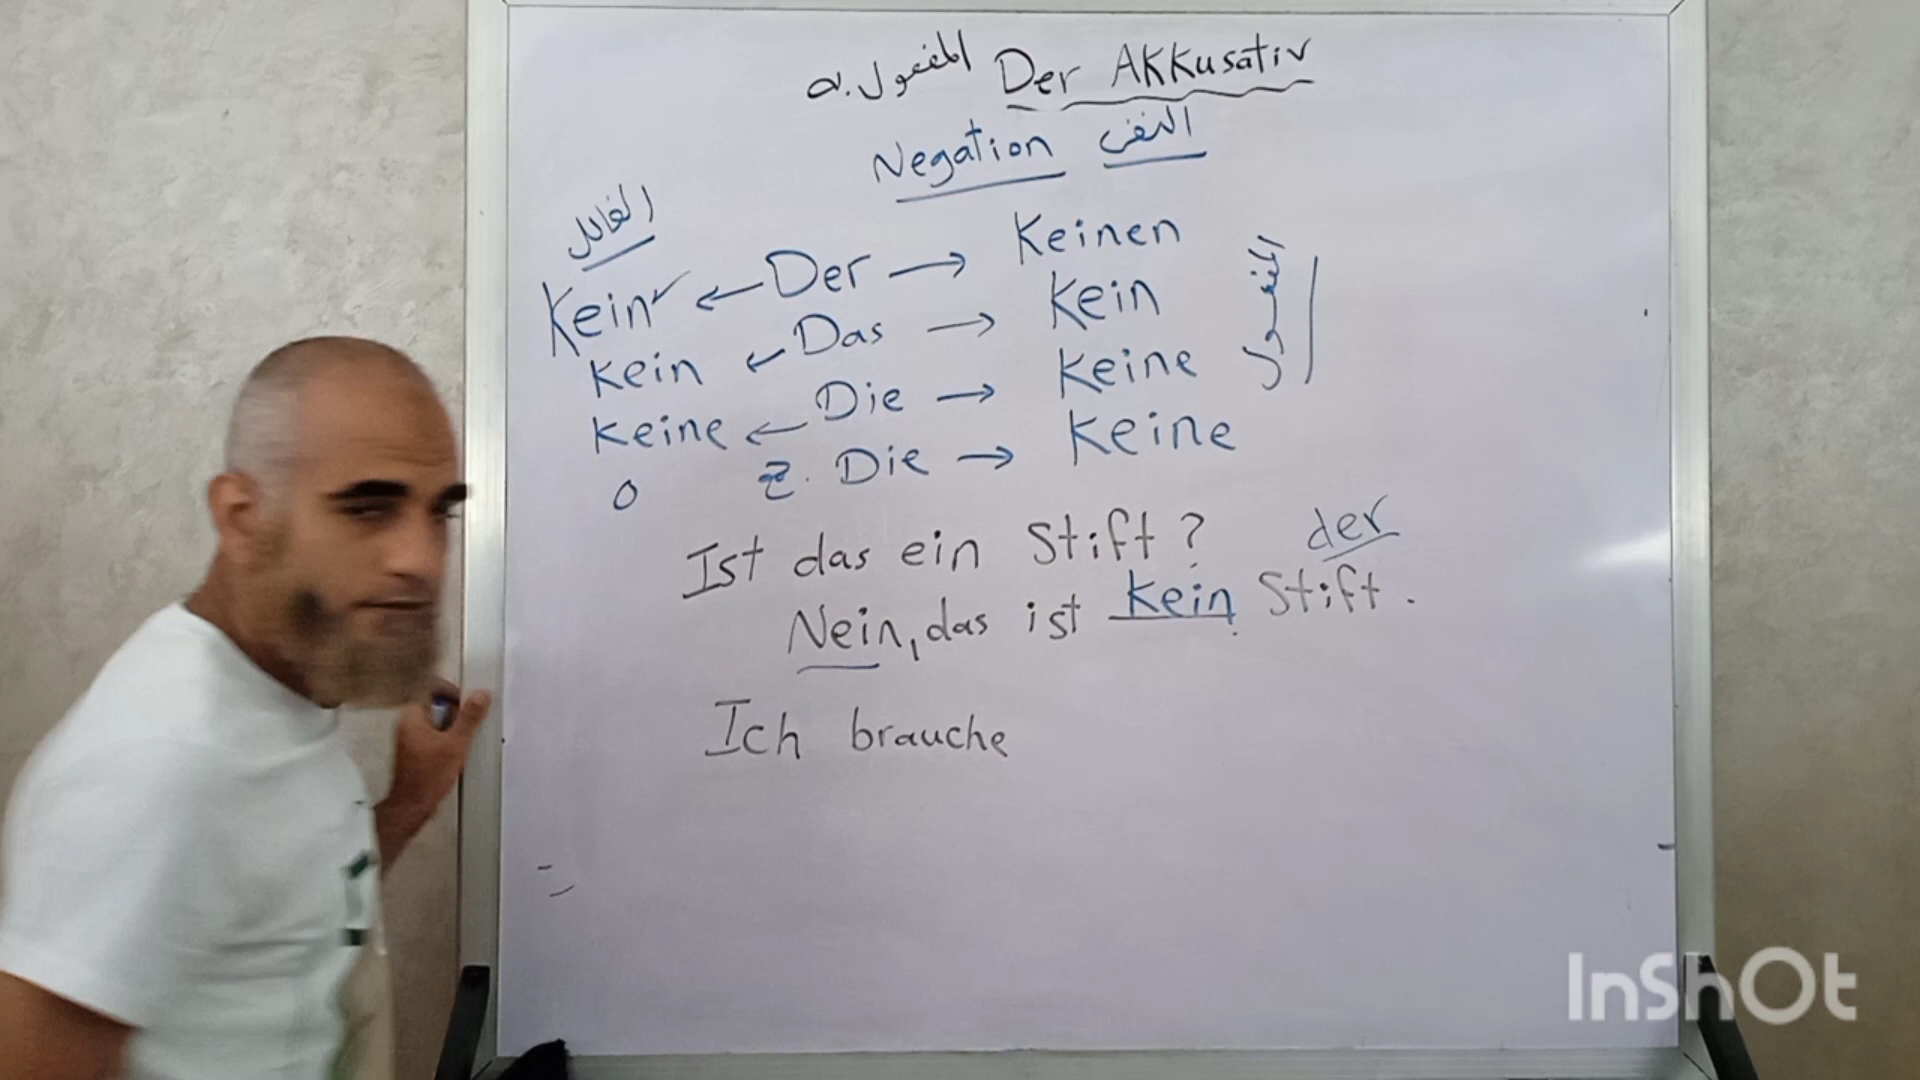 المفعول به Der Akkusativ
Negation النفي
الفاعل
Kein ← Der → Keinen
Kein ← Das → Kein
Keine ← Die → Keine
المفعول
o ج. Die → Keine
Ist das ein Stift? der
Nein, das ist Kein Stift.
Ich brauche
InShOt